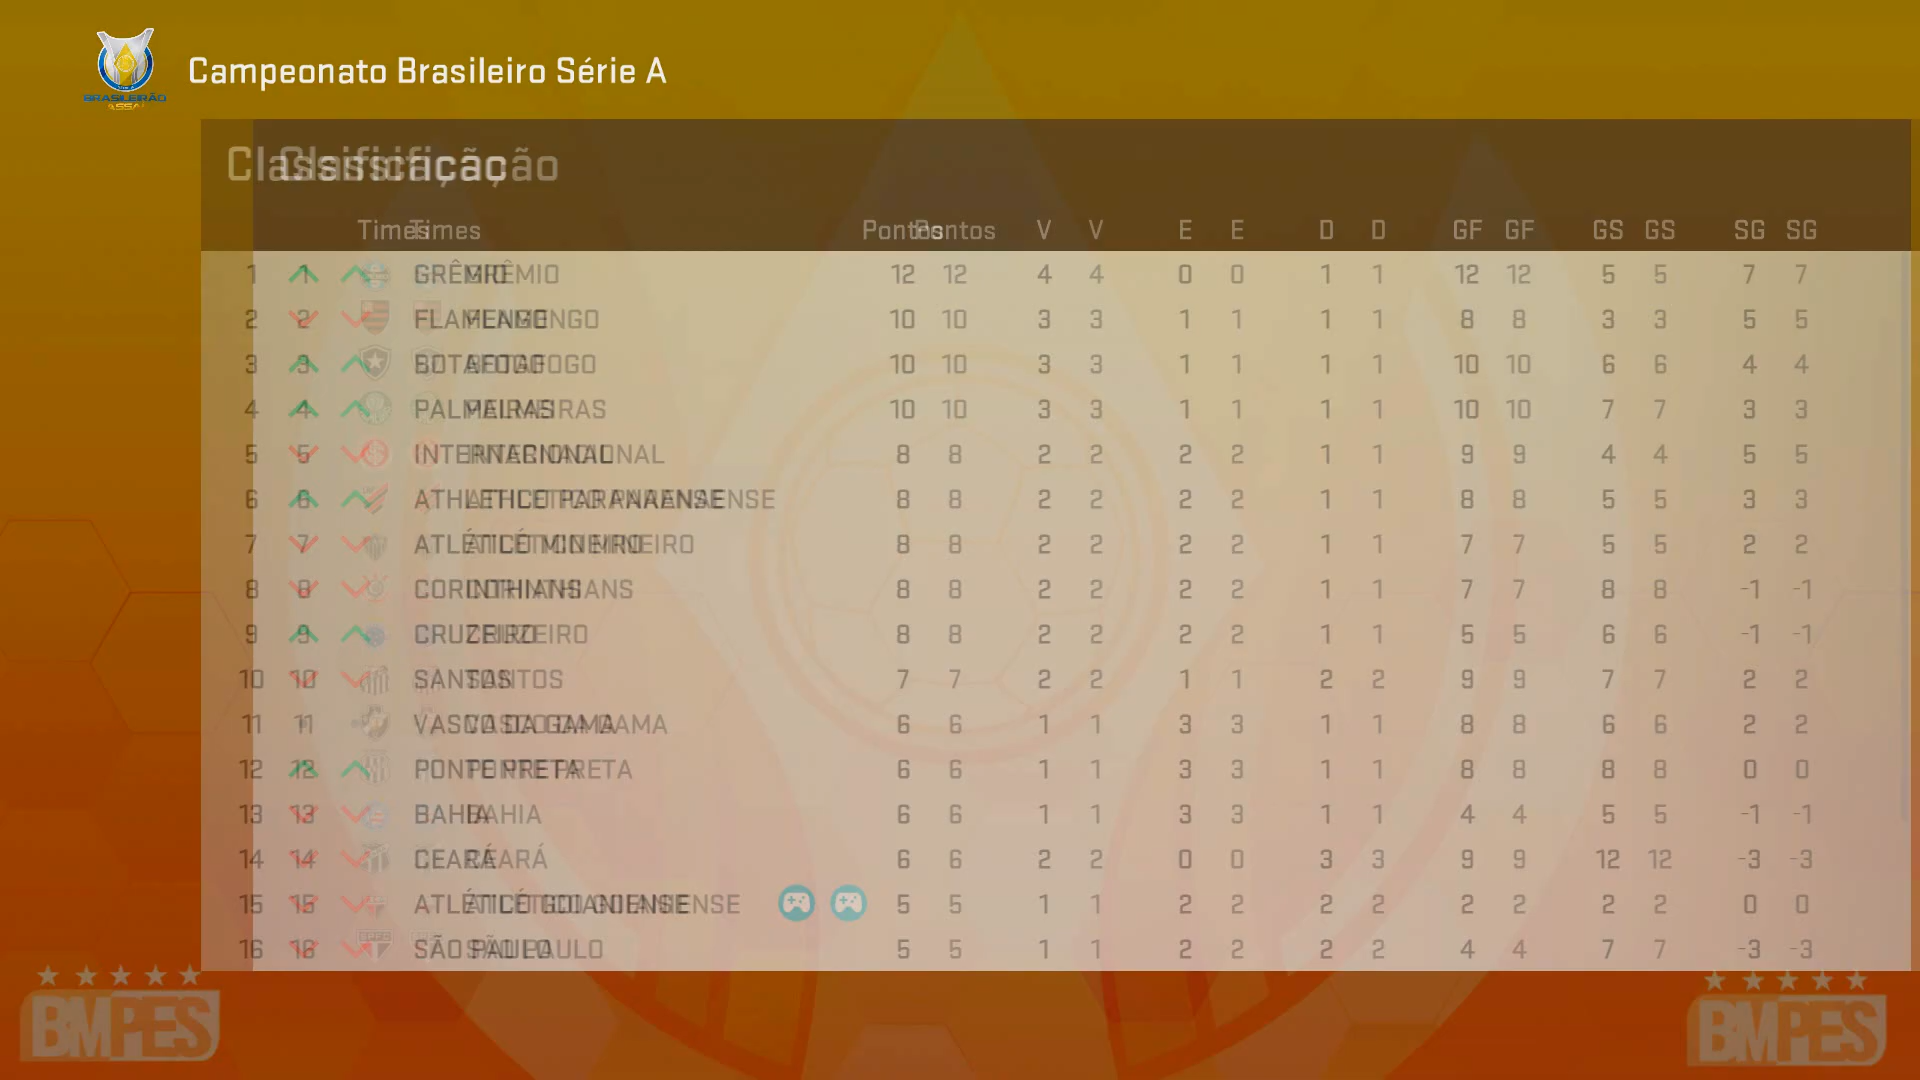 Campeonato Brasileiro Série A
BRASILEIRÃO
ASSAÍ
Classificação
Times Pontos V E D GF GS SG
1 GRÊMIO 12 4 0 1 12 5 7
2 FLAMENGO 10 3 1 1 8 3 5
3 BOTAFOGO 10 3 1 1 10 6 4
4 PALMEIRAS 10 3 1 1 10 7 3
5 INTERNACIONAL 8 2 2 1 9 4 5
6 ATHLETICO PARANAENSE 8 2 2 1 8 5 3
7 ATLÉTICO MINEIRO 8 2 2 1 7 5 2
8 CORINTHIANS 8 2 2 1 7 8 -1
9 CRUZEIRO 8 2 2 1 5 6 -1
10 SANTOS 7 2 1 2 9 7 2
11 VASCO DA GAMA 6 1 3 1 8 6 2
12 PONTE PRETA 6 1 3 1 8 8 0
13 BAHIA 6 1 3 1 4 5 -1
14 CEARÁ 6 2 0 3 9 12 -3
15 ATLÉTICO GOIANIENSE 5 1 2 2 2 2 0
16 SÃO PAULO 5 1 2 2 4 7 -3
BMPES
BMPES